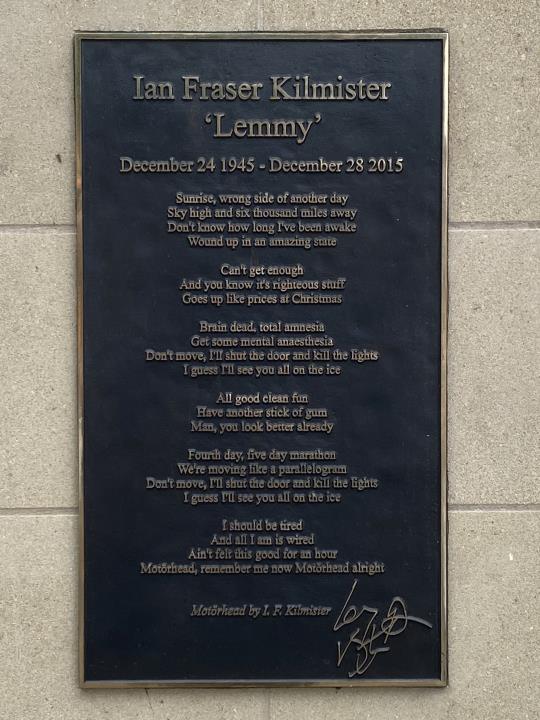 Ian Fraser Kilmister
‘Lemmy’
December 24 1945 - December 28 2015
Sunrise, wrong side of another day
Sky high and six thousand miles away
Don't know how long I've been awake
Wound up in an amazing state
Can't get enough
And you know it's righteous stuff
Goes up like prices at Christmas
Brain dead, total amnesia
Get some mental anaesthesia
Don't move, I'll shut the door and kill the lights
I guess I'll see you all on the ice
All good clean fun
Have another stick of gum
Man, you look better already
Fourth day, five day marathon
We're moving like a parallelogram
Don't move, I'll shut the door and kill the lights
I guess I'll see you all on the ice
I should be tired
And all I am is wired
Ain't felt this good for an hour
Motörhead, remember me now Motörhead alright
Motörhead by I. F. Kilmister